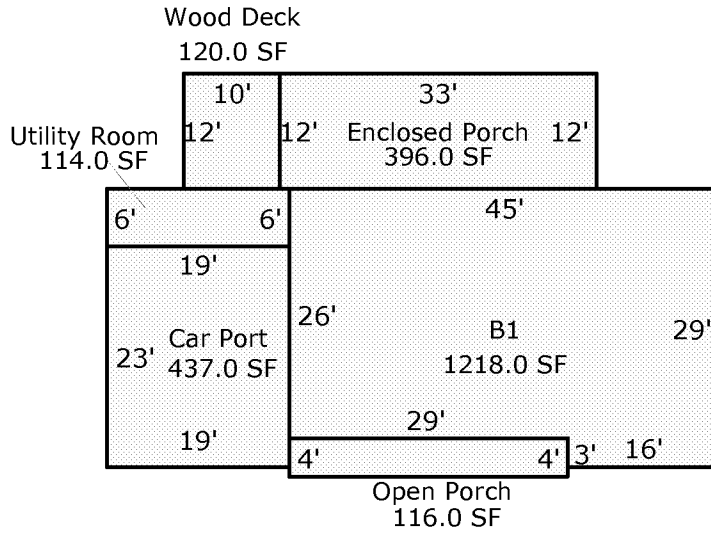 Wood Deck
120.0 SF
10'
33'
Utility Room
114.0 SF
12'
12'
Enclosed Porch
396.0 SF
12'
6'
6'
45'
19'
26'
B1
1218.0 SF
29'
Car Port
437.0 SF
23'
29'
19'
4'
4'
3'
16'
Open Porch
116.0 SF